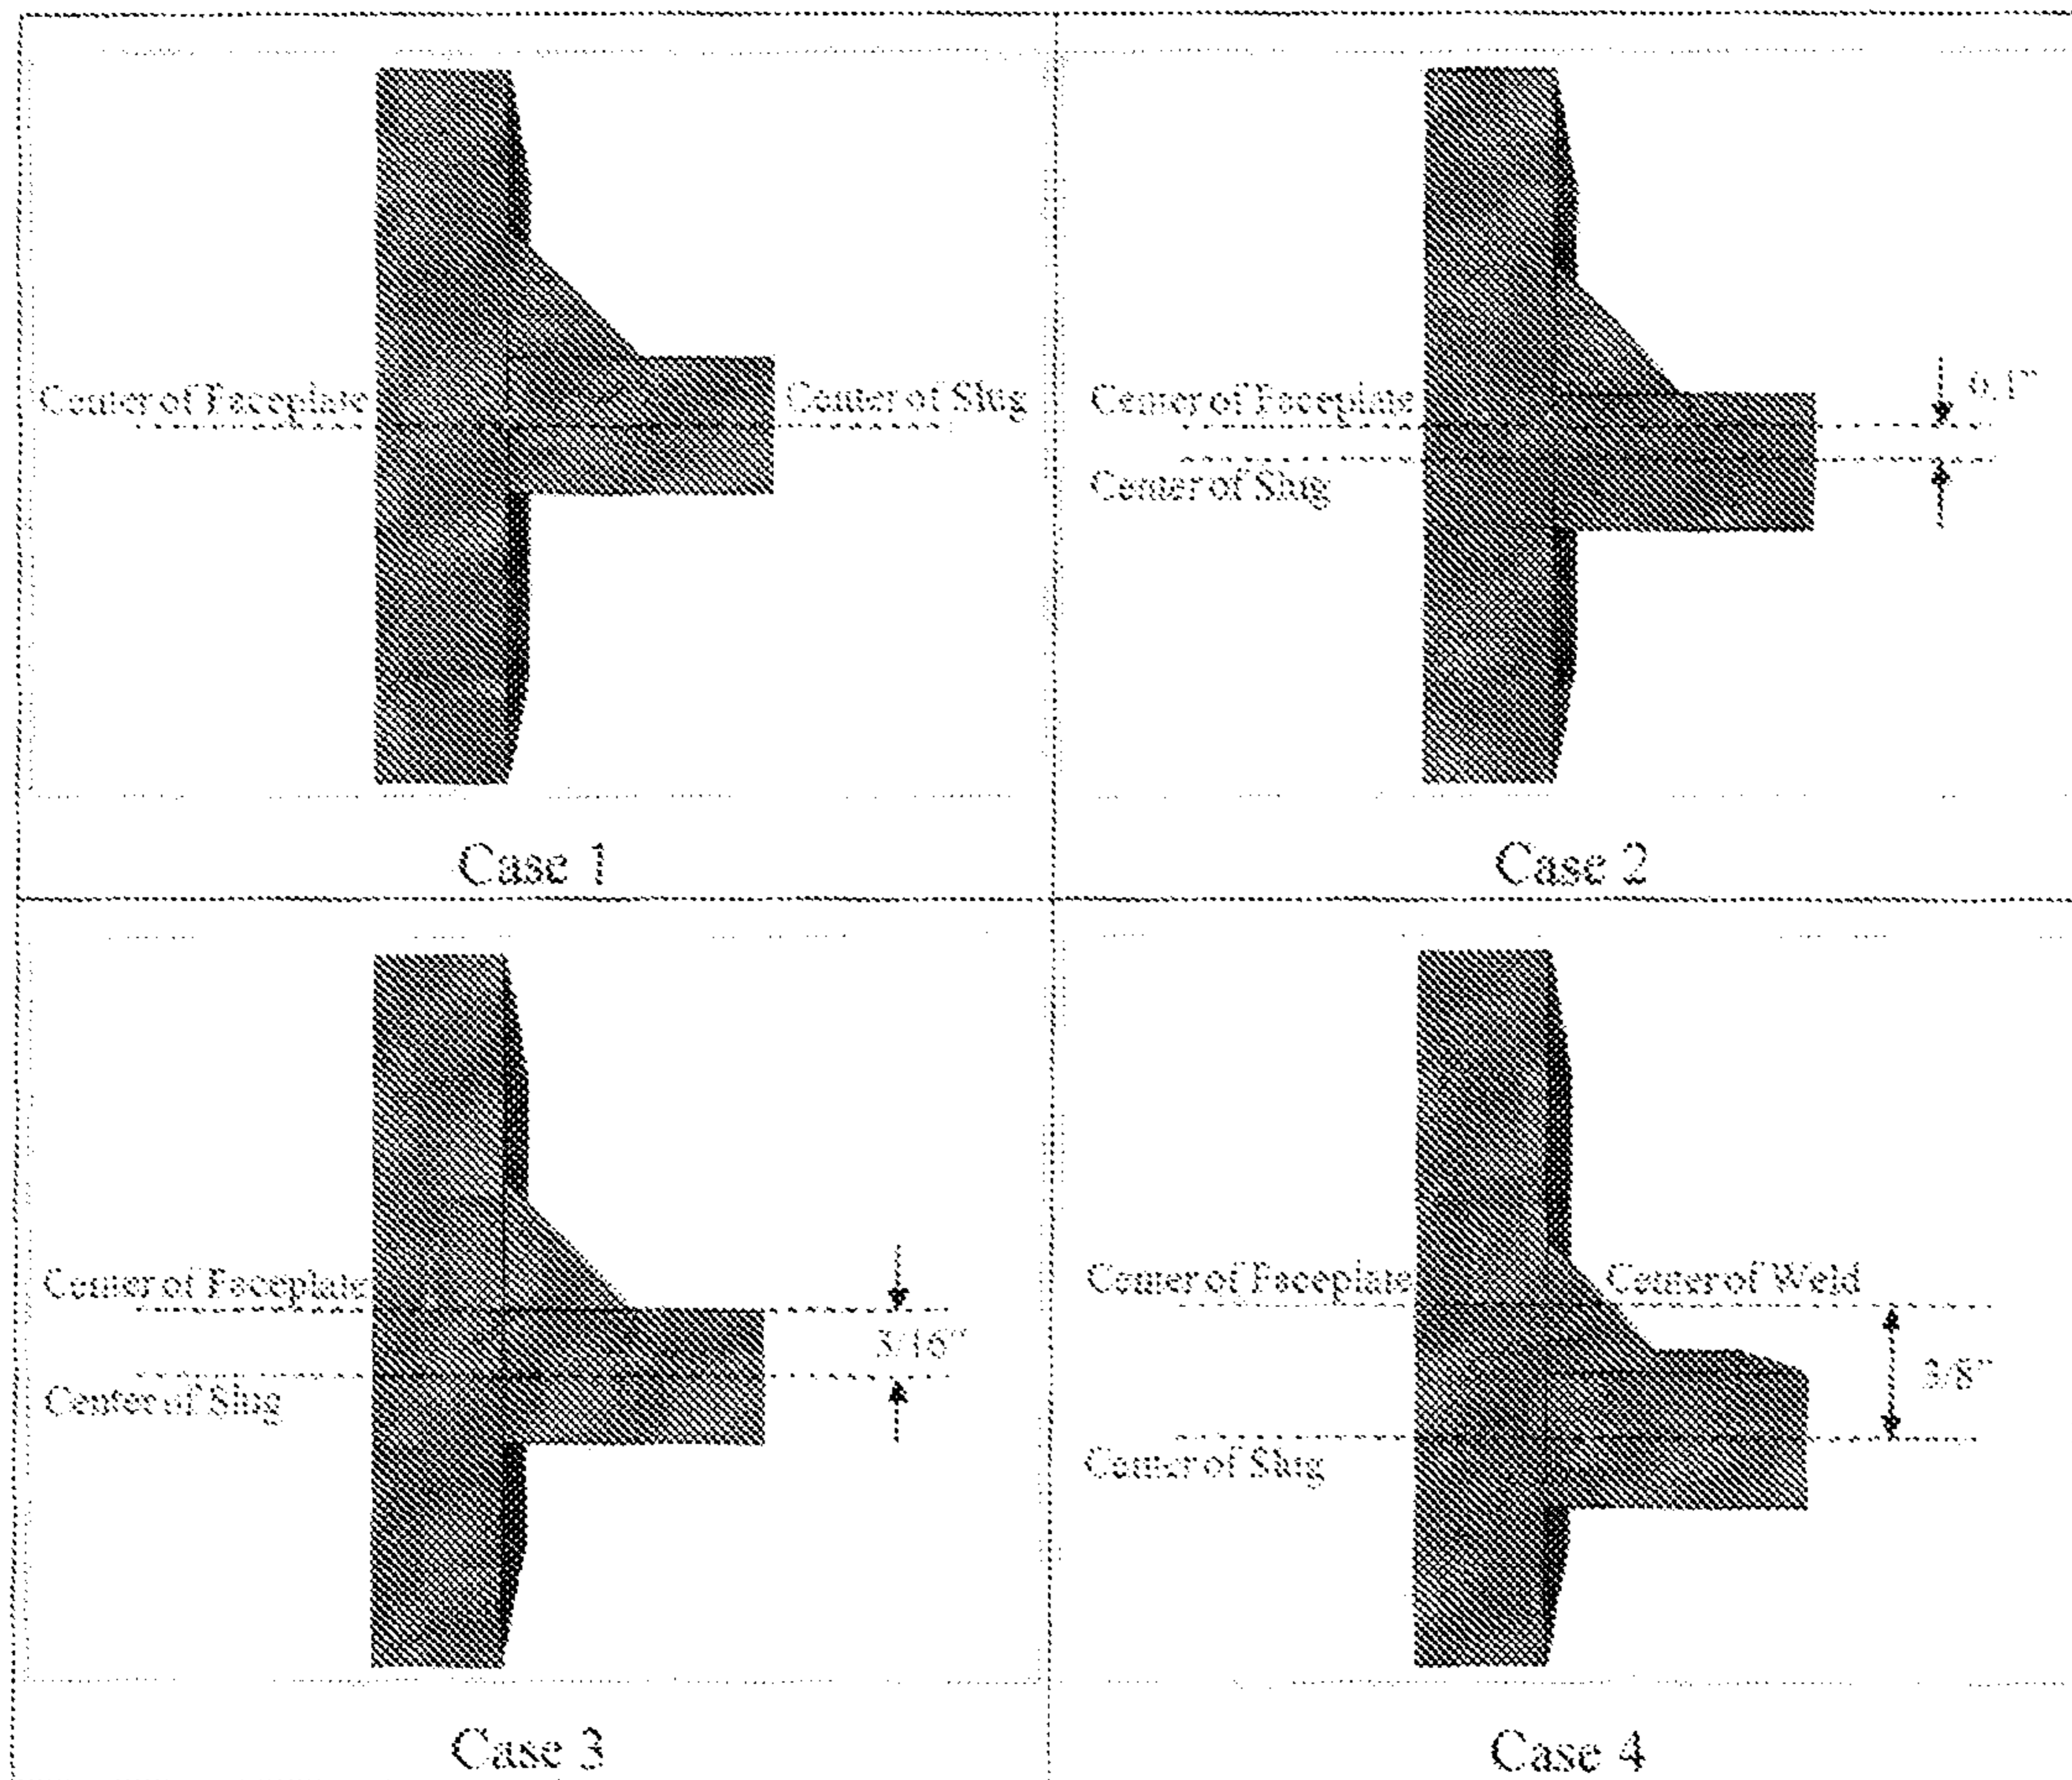 Center of Faceplate
Center of Slug
Case 1
Center of Faceplate
0.1"
Center of Slug
Case 2
Center of Faceplate
3/16"
Center of Slug
Case 3
Center of Faceplate
Center of Weld
3/8"
Center of Slug
Case 4